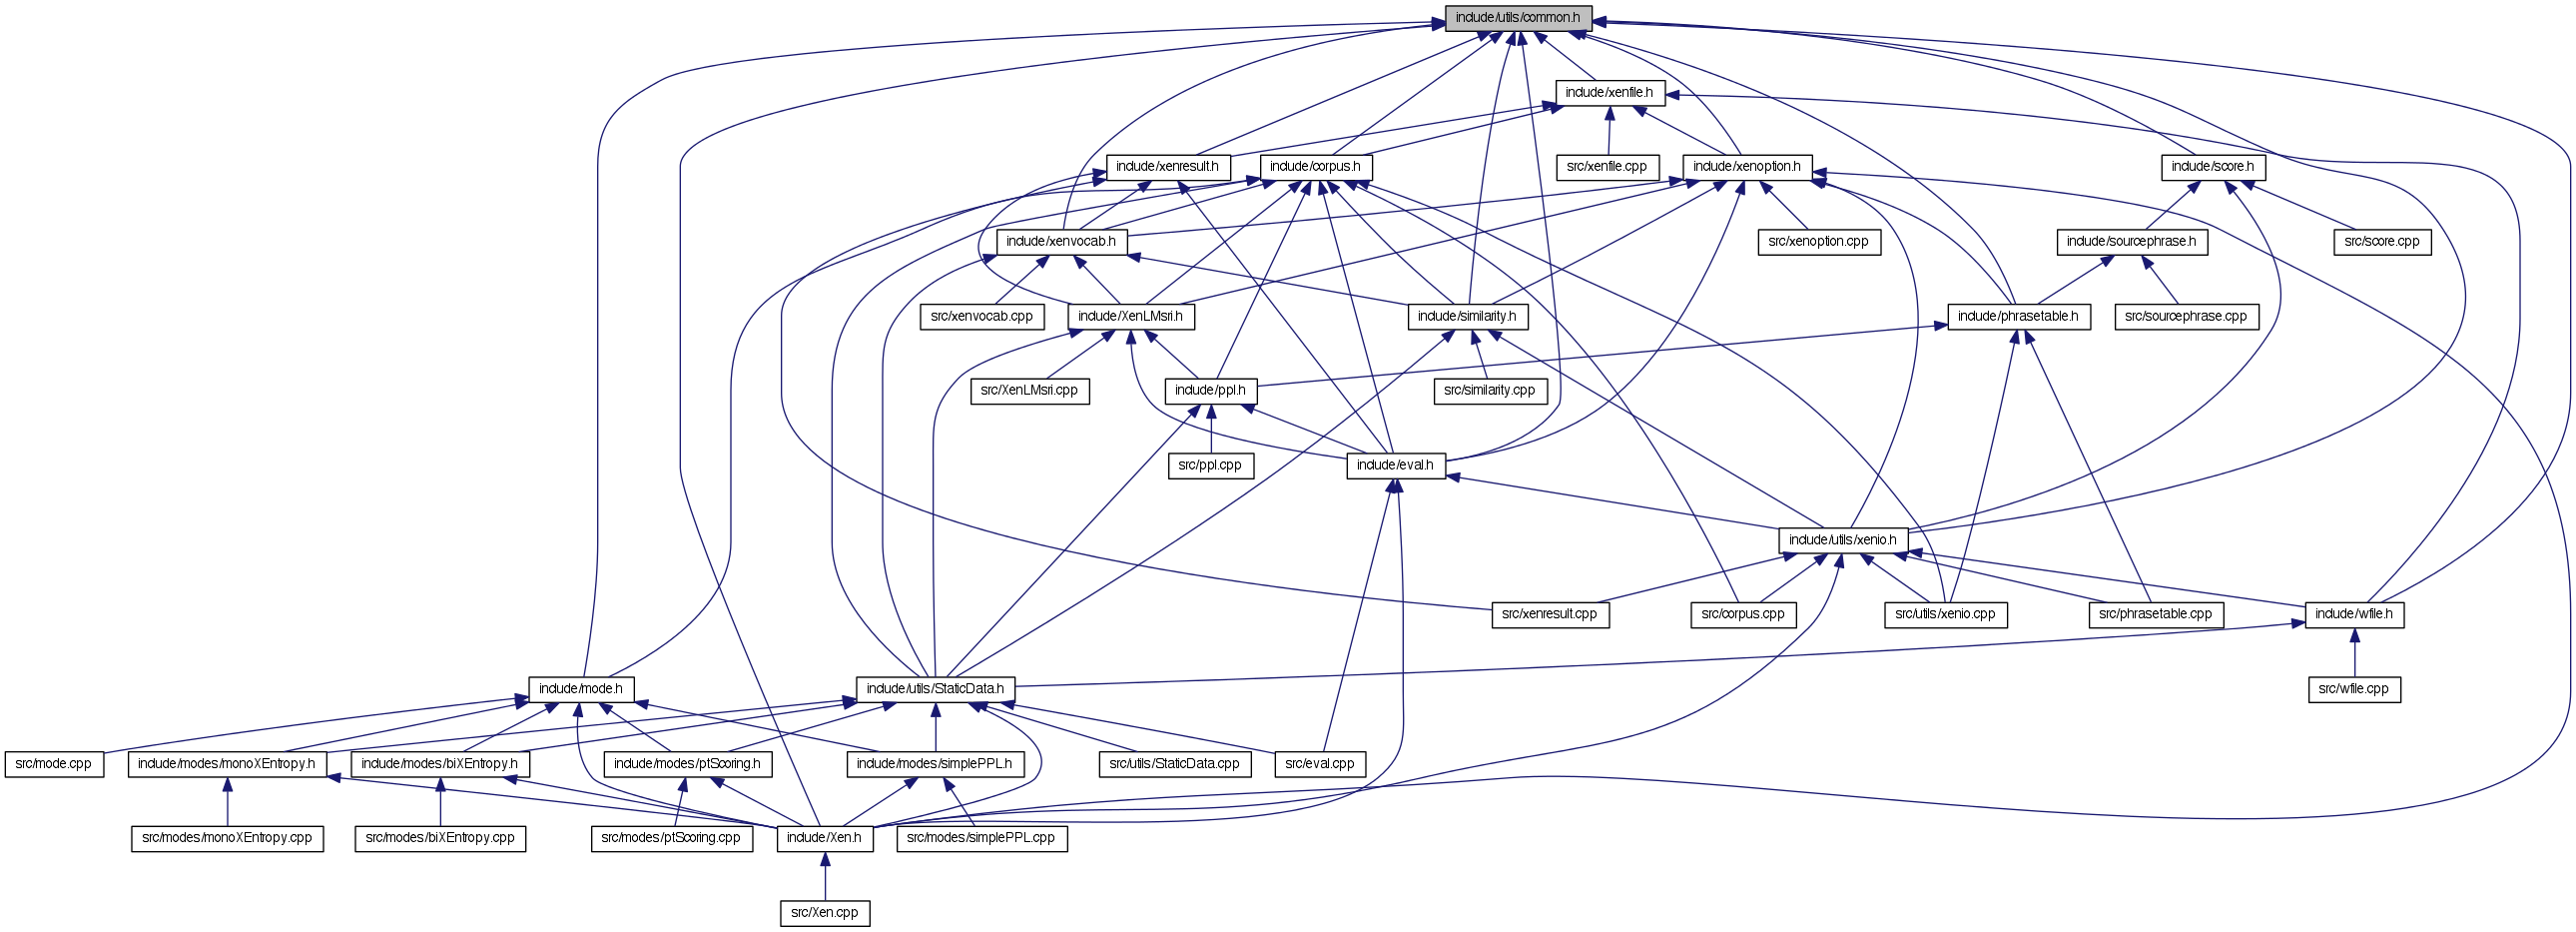 include/utils/common.h
include/xenfile.h
include/xenresult.h
include/corpus.h
src/xenfile.cpp
include/xenoption.h
include/score.h
include/xenvocab.h
src/xenoption.cpp
include/sourcephrase.h
src/score.cpp
src/xenvocab.cpp
include/XenLMsri.h
include/similarity.h
include/phrasetable.h
src/sourcephrase.cpp
src/XenLMsri.cpp
include/ppl.h
src/similarity.cpp
src/ppl.cpp
include/eval.h
include/utils/xenio.h
src/xenresult.cpp
src/corpus.cpp
src/utils/xenio.cpp
src/phrasetable.cpp
include/wfile.h
include/mode.h
include/utils/StaticData.h
src/wfile.cpp
src/mode.cpp
include/modes/monoXEntropy.h
include/modes/biXEntropy.h
include/modes/ptScoring.h
include/modes/simplePPL.h
src/utils/StaticData.cpp
src/eval.cpp
src/modes/monoXEntropy.cpp
src/modes/biXEntropy.cpp
src/modes/ptScoring.cpp
include/Xen.h
src/modes/simplePPL.cpp
src/Xen.cpp